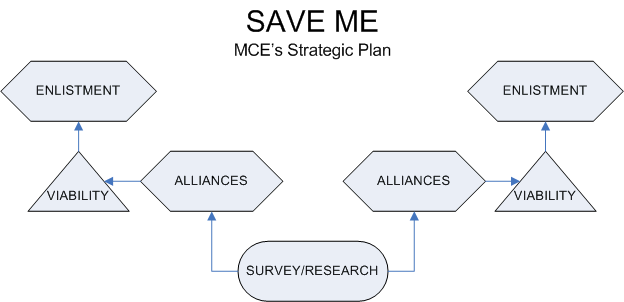 SAVE ME
MCE's Strategic Plan
ENLISTMENT
ENLISTMENT
VIABILITY
ALLIANCES
ALLIANCES
VIABILITY
SURVEY/RESEARCH